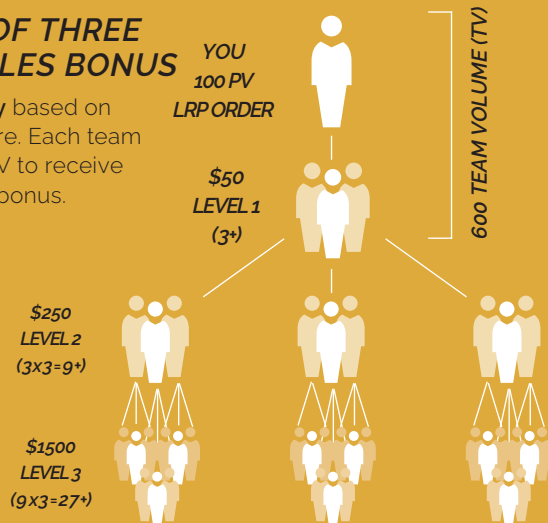 OF THREE
LES BONUS
based on
re. Each team
V to receive
bonus.
YOU
100 PV
LRP ORDER
600 TEAM VOLUME (TV)
$50
LEVEL 1
(3+)
$250
LEVEL 2
(3x3=9+)
$1500
LEVEL 3
(9x3=27+)